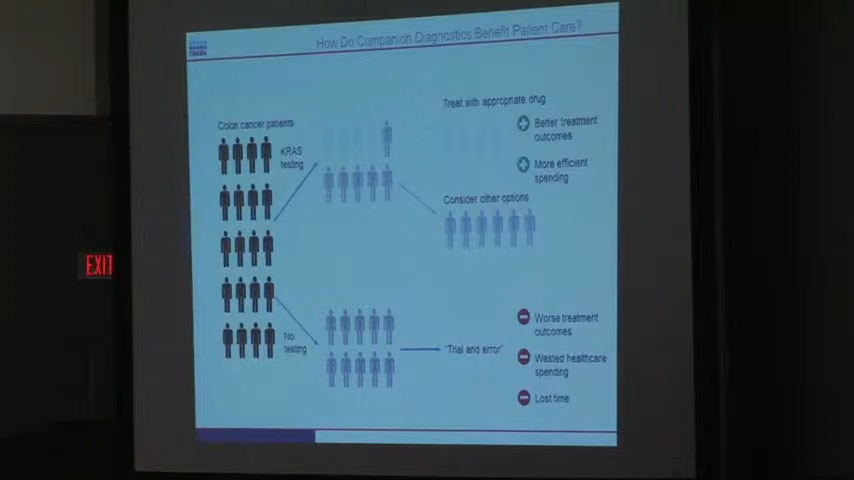 QIAGEN
How Do Companion Diagnostics Benefit Patient Care?
Treat with appropriate drug
Colon cancer patients
KRAS
testing
Better treatment
outcomes
More efficient
spending
Consider other options
EXIT
No
testing
"Trial and error"
Worse treatment
outcomes
Wasted healthcare
spending
Lost time